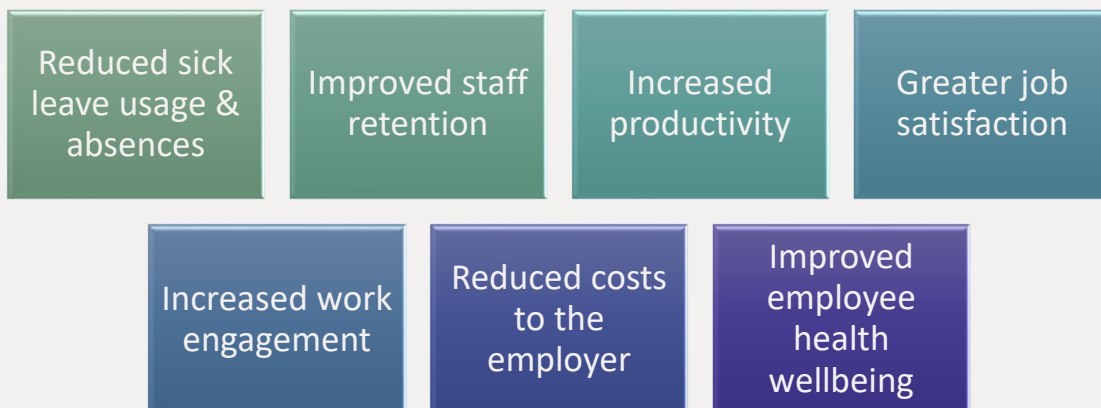 Reduced sick
leave usage &
absences
Improved staff
retention
Increased
productivity
Greater job
satisfaction
Increased work
engagement
Reduced costs
to the
employer
Improved
employee
health
wellbeing